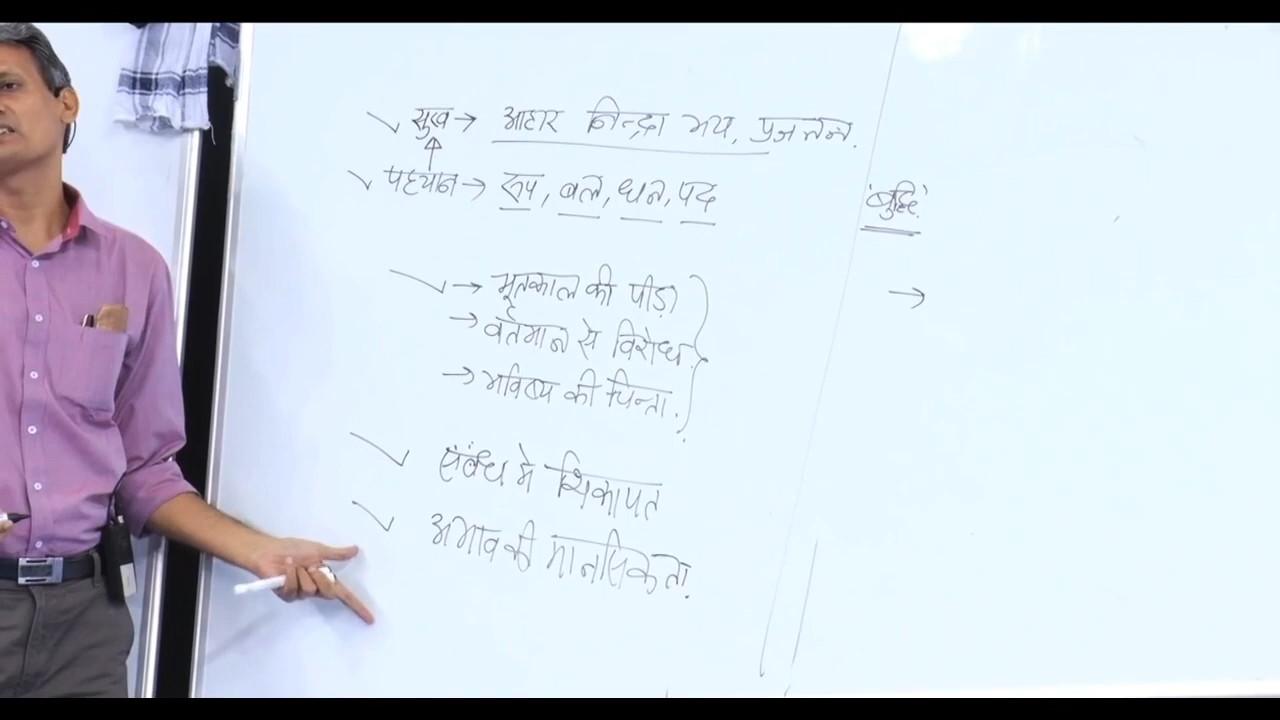 सुख → आहार निन्द्रा भय, प्रजनन.
पहचान → रूप, बल, धन, पद
'बुद्धि'
→ भूतकाल की पीड़ा
→ वर्तमान से विरोध
→ भविष्य की चिन्ता.
संबंध में शिकायत
अभाव की मानसिकता.